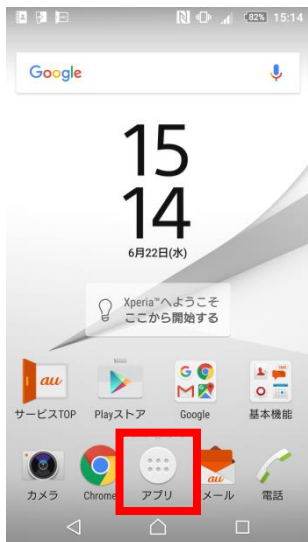 82% 15:14
Google
15
14
6月22日(水)
Xperia™へようこそ
ここから開始する
au
サービスTOP
Playストア
Google
基本機能
au
カメラ
Chrome
アプリ
メール
電話